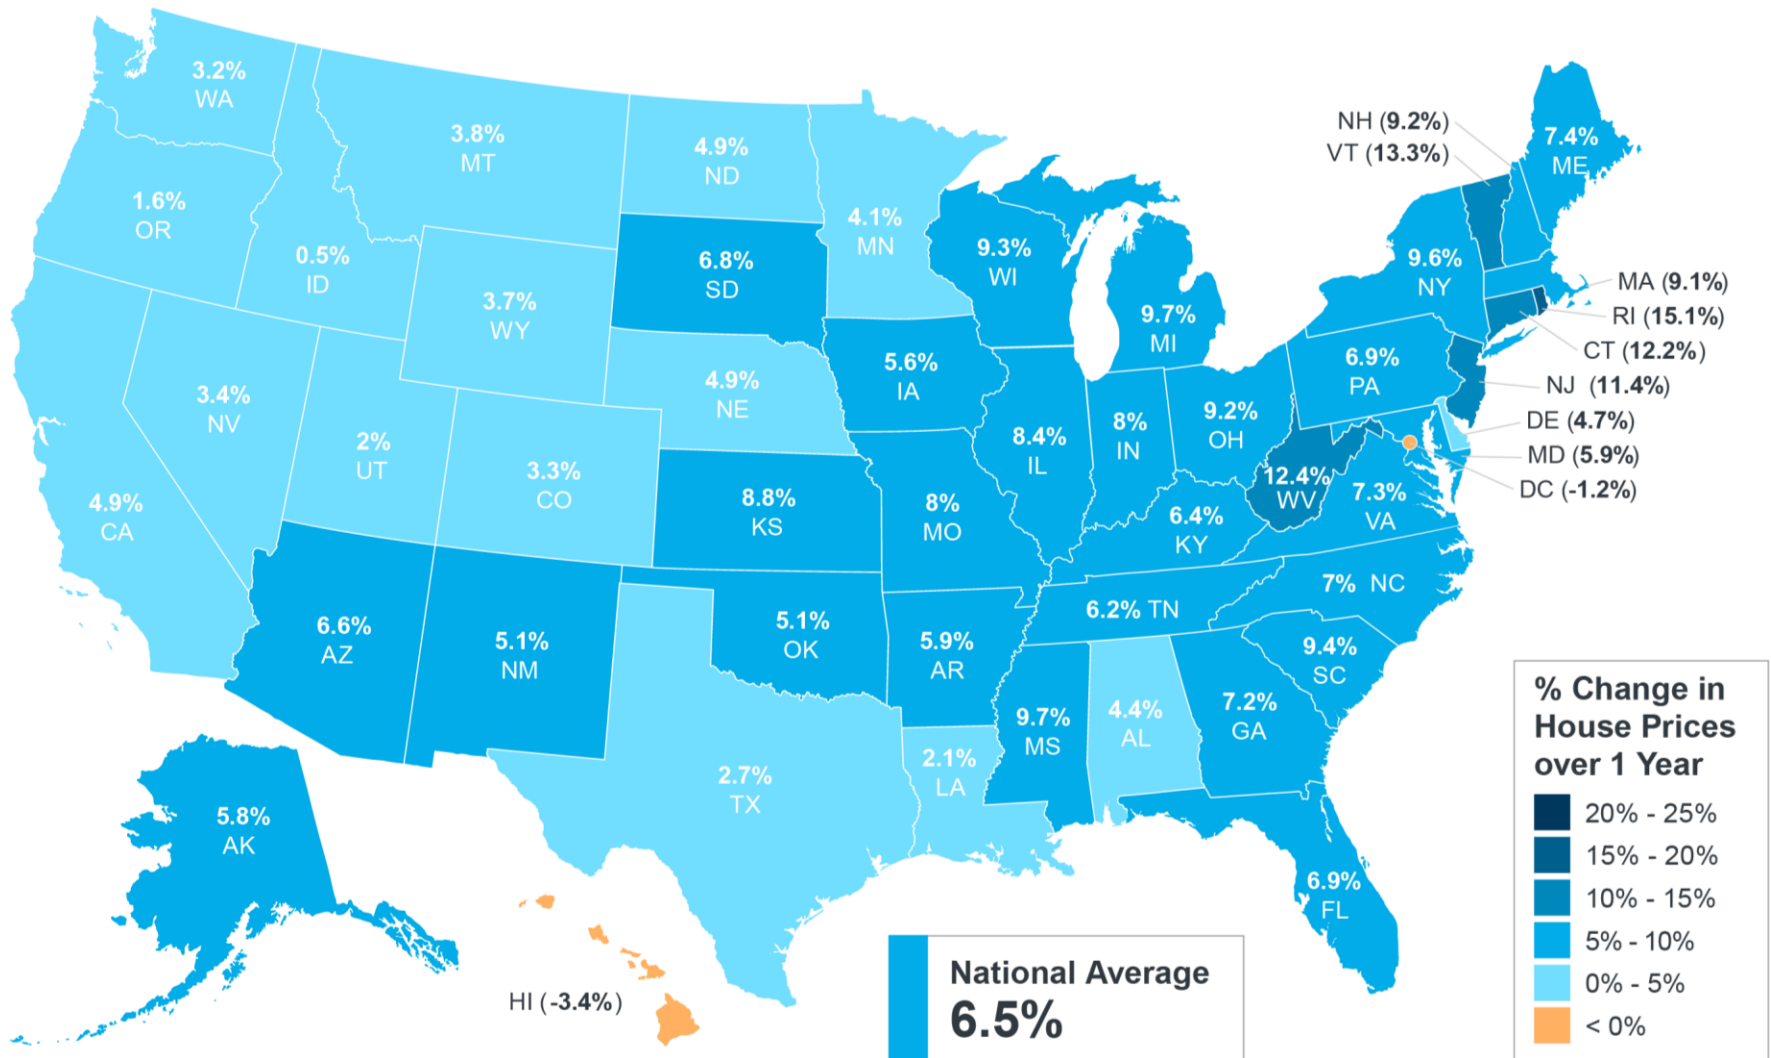 3.2%
WA
3.8%
MT
4.9%
ND
1.6%
OR
0.5%
ID
4.1%
MN
6.8%
SD
3.7%
WY
9.3%
WI
9.7%
MI
NH (9.2%)
VT (13.3%)
7.4%
ME
9.6%
NY
MA (9.1%)
RI (15.1%)
CT (12.2%)
NJ (11.4%)
DE (4.7%)
MD (5.9%)
DC (-1.2%)
3.4%
NV
2%
UT
4.9%
CA
3.3%
CO
4.9%
NE
5.6%
IA
6.9%
PA
8.4%
IL
8%
IN
9.2%
OH
12.4%
WV
7.3%
VA
8.8%
KS
8%
MO
6.4%
KY
6.6%
AZ
5.1%
NM
5.1%
OK
5.9%
AR
6.2% TN
7% NC
9.4%
SC
9.7%
MS
4.4%
AL
7.2%
GA
2.7%
TX
2.1%
LA
6.9%
FL
5.8%
AK
HI (-3.4%)
National Average
6.5%
% Change in
House Prices
over 1 Year
20% - 25%
15% - 20%
10% - 15%
5% - 10%
0% - 5%
< 0%